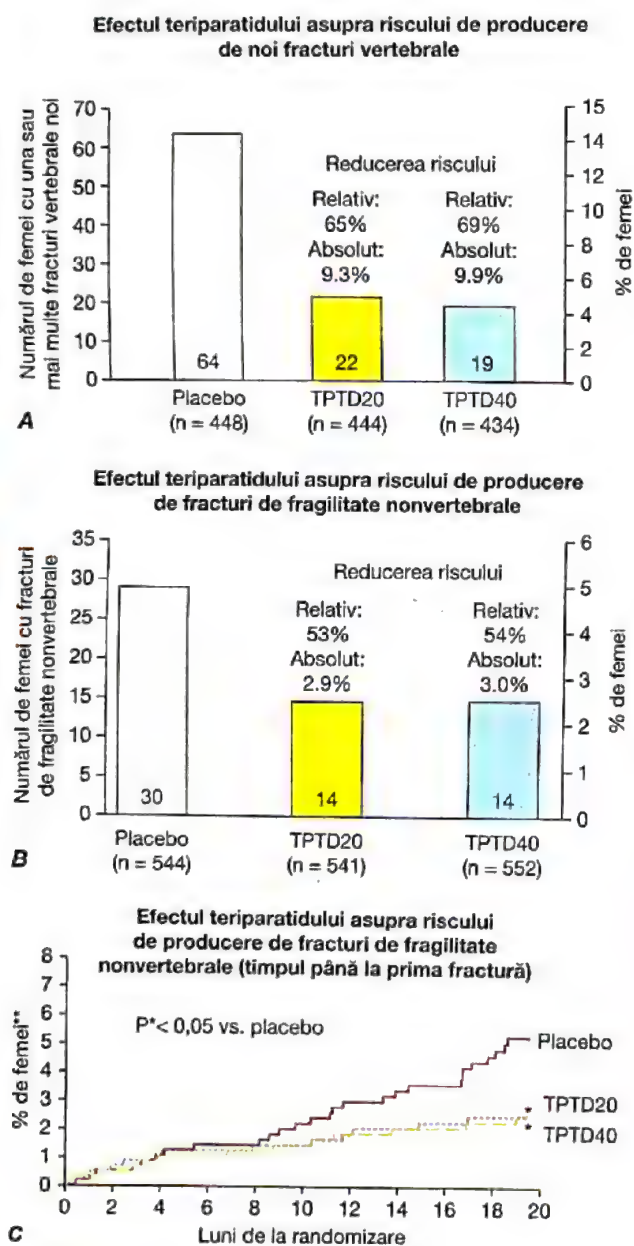 Efectul teriparatidului asupra riscului de producere
de noi fracturi vertebrale
Numărul de femei cu una sau
mai multe fracturi vertebrale noi
70
60
50
40
30
20
10
0
Reducerea riscului
Relativ:
65%
Absolut:
9.3%
Relativ:
69%
Absolut:
9.9%
64
22
19
15
14
12
10
8
6
4
2
0
% de femei
Placebo
(n = 448)
TPTD20
(n = 444)
TPTD40
(n = 434)
A
Efectul teriparatidului asupra riscului de producere
de fracturi de fragilitate nonvertebrale
Numărul de femei cu fracturi
de fragilitate nonvertebrale
35
30
25
20
15
10
5
0
Reducerea riscului
Relativ:
53%
Absolut:
2.9%
Relativ:
54%
Absolut:
3.0%
30
14
14
6
5
4
3
2
1
0
% de femei
Placebo
(n = 544)
TPTD20
(n = 541)
TPTD40
(n = 552)
B
Efectul teriparatidului asupra riscului
de producere de fracturi de fragilitate
nonvertebrale (timpul până la prima fractură)
% de femei**
8
7
6
5
4
3
2
1
0
P*< 0,05 vs. placebo
Placebo
* TPTD20
* TPTD40
0 2 4 6 8 10 12 14 16 18 20
Luni de la randomizare
C